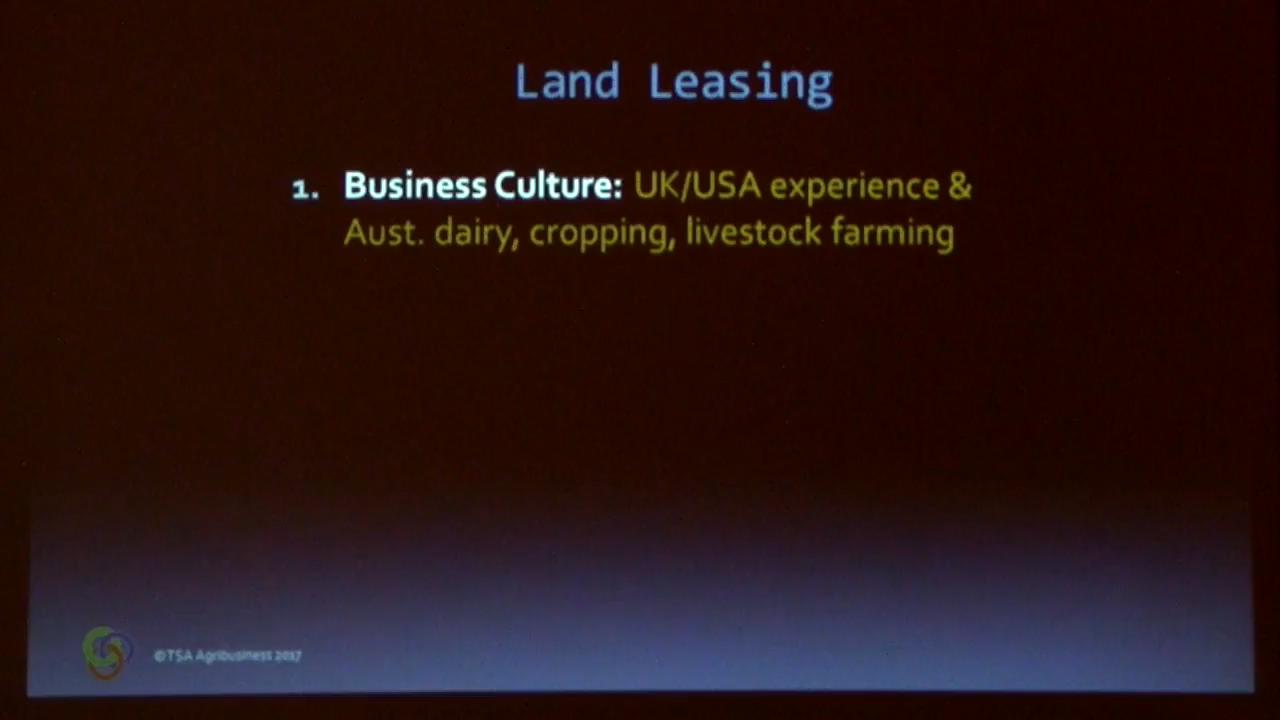 Land Leasing
1. Business Culture: UK/USA experience &
Aust. dairy, cropping, livestock farming
©TSA Agribusiness 2017